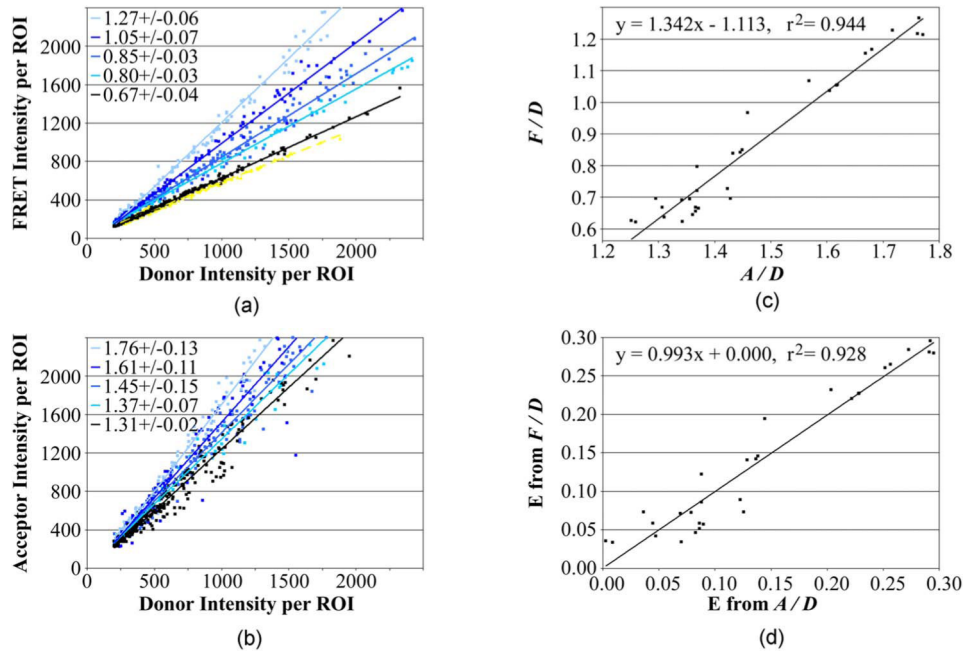 FRET Intensity per ROI
2400
2000
1600
1200
800
400
0
1.27+/-0.06
1.05+/-0.07
0.85+/-0.03
0.80+/-0.03
0.67+/-0.04
0 250 500 750 1000 1250 1500 1750 2000 2250
Donor Intensity per ROI
(a)
F/D
1.2
1.1
1.0
0.9
0.8
0.7
0.6
y = 1.342x - 1.113, r²= 0.944
1.2 1.3 1.4 1.5 1.6 1.7 1.8
A/D
(c)
Acceptor Intensity per ROI
2400
2000
1600
1200
800
400
0
1.76+/-0.13
1.61+/-0.11
1.45+/-0.15
1.37+/-0.07
1.31+/-0.02
0 500 1000 1500 2000
Donor Intensity per ROI
(b)
E from F/D
0.30
0.25
0.20
0.15
0.10
0.05
0.00
y = 0.993x + 0.000, r²= 0.928
0.00 0.05 0.10 0.15 0.20 0.25 0.30
E from A/D
(d)